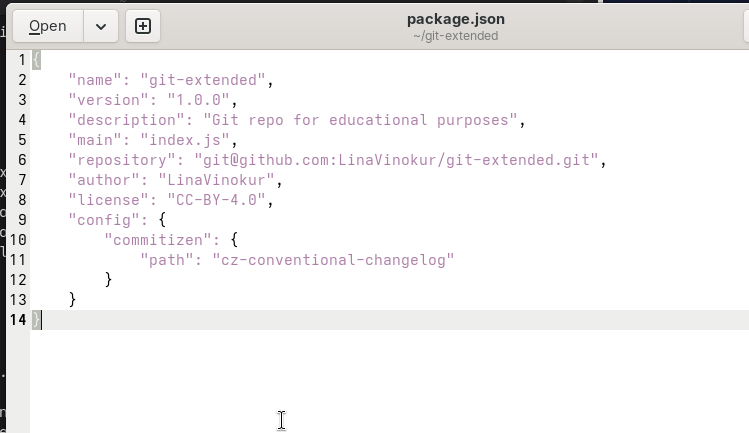 Open
package.json
~/git-extended
1 {
2 "name": "git-extended",
3 "version": "1.0.0",
4 "description": "Git repo for educational purposes",
5 "main": "index.js",
6 "repository": "git@github.com:LinaVinokur/git-extended.git",
7 "author": "LinaVinokur",
8 "license": "CC-BY-4.0",
9 "config": {
10 "commitizen": {
11 "path": "cz-conventional-changelog"
12 }
13 }
14 }